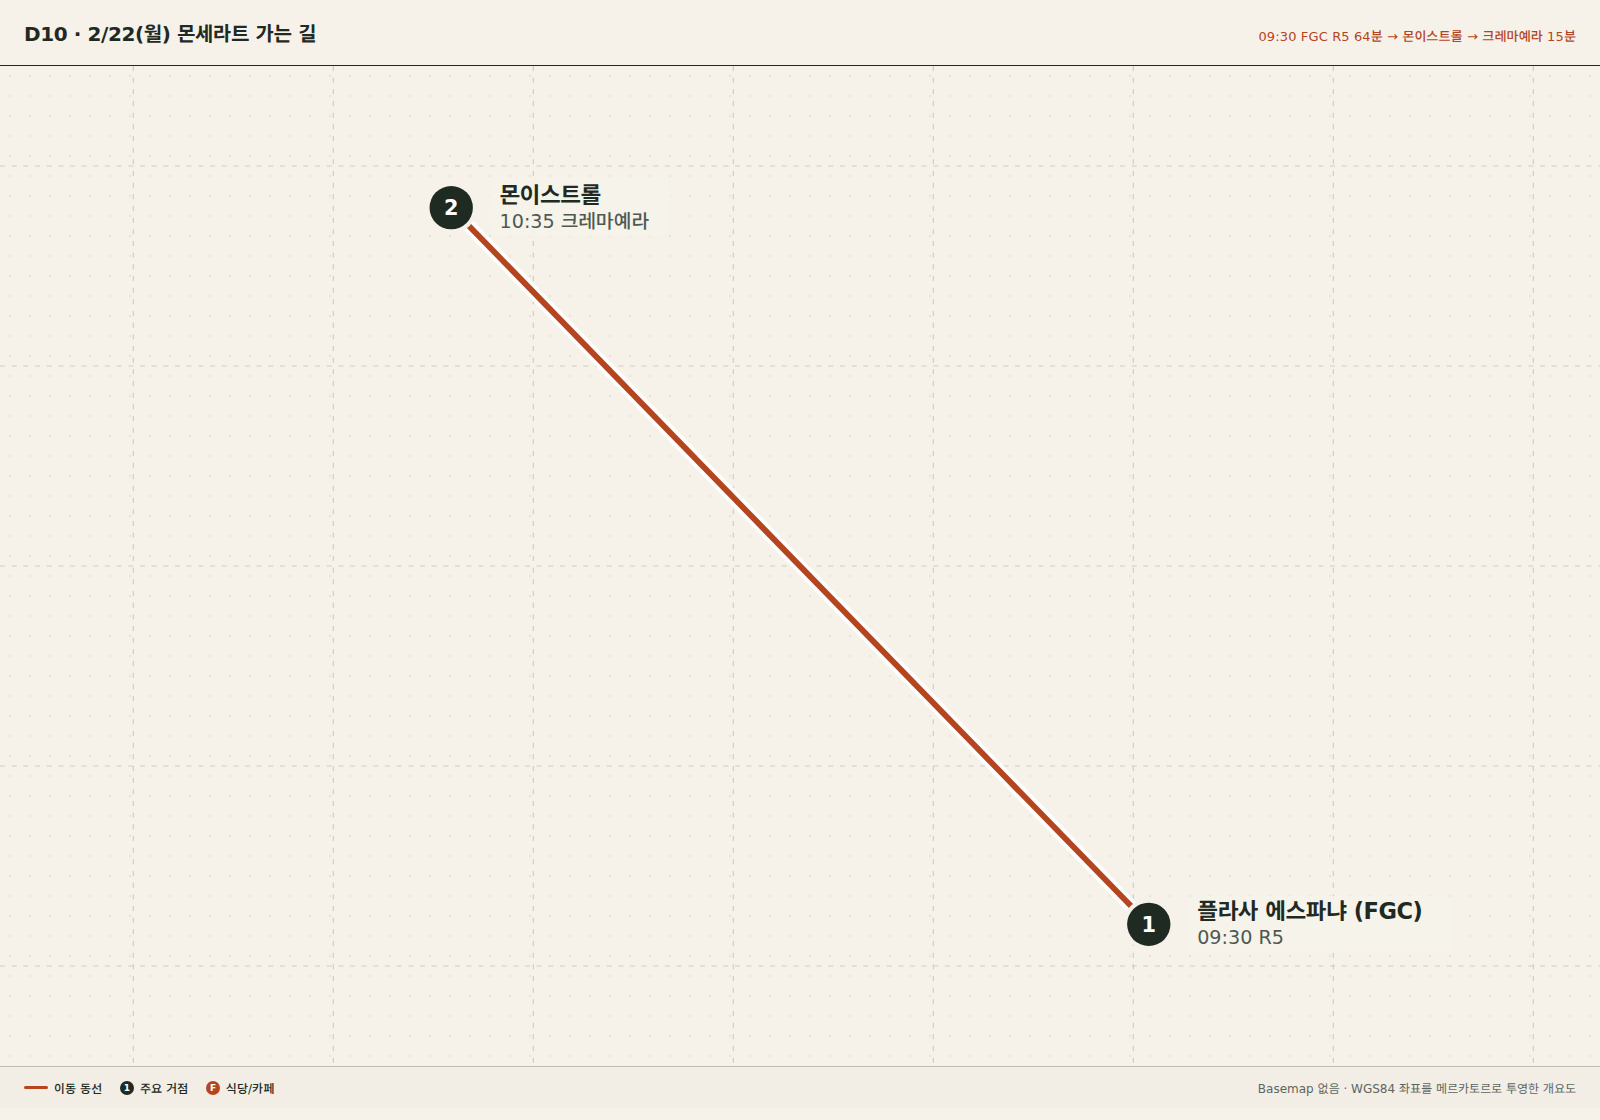 D10 · 2/22(월) 몬세라트 가는 길
09:30 FGC R5 64분 → 몬이스트롤 → 크레마예라 15분
2
몬이스트롤
10:35 크레마예라
1
플라사 에스파냐 (FGC)
09:30 R5
이동 동선
1 주요 거점
F 식당/카페
Basemap 없음 · WGS84 좌표를 메르카토르로 투영한 개요도